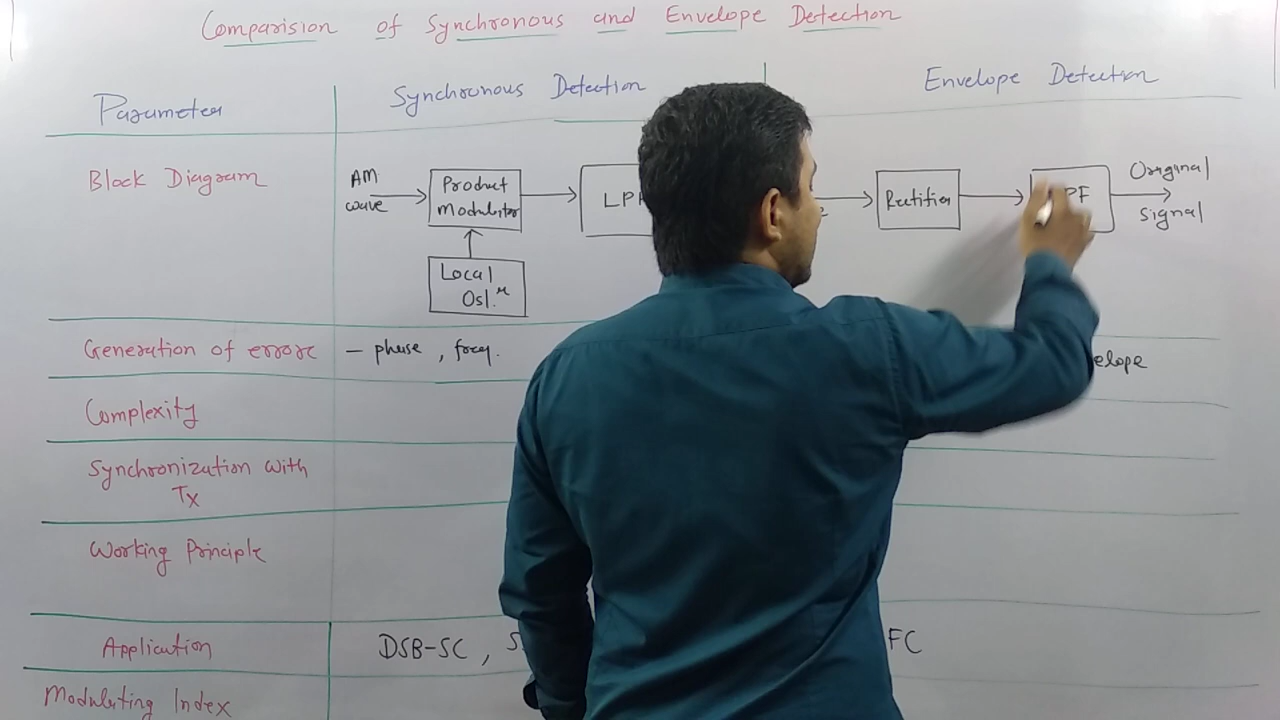 Comparision of Synchronous and Envelope Detection
Parameter
Synchronous Detection
Envelope Detection
Block Diagram
AM
wave
Product
Modulator
Local
Osl.r
Rectifier
Original
signal
Generation of error
- phase , freq.
Complexity
Synchronization with
Tx
Working Principle
Application
DSB-SC ,
FC
Modulating Index